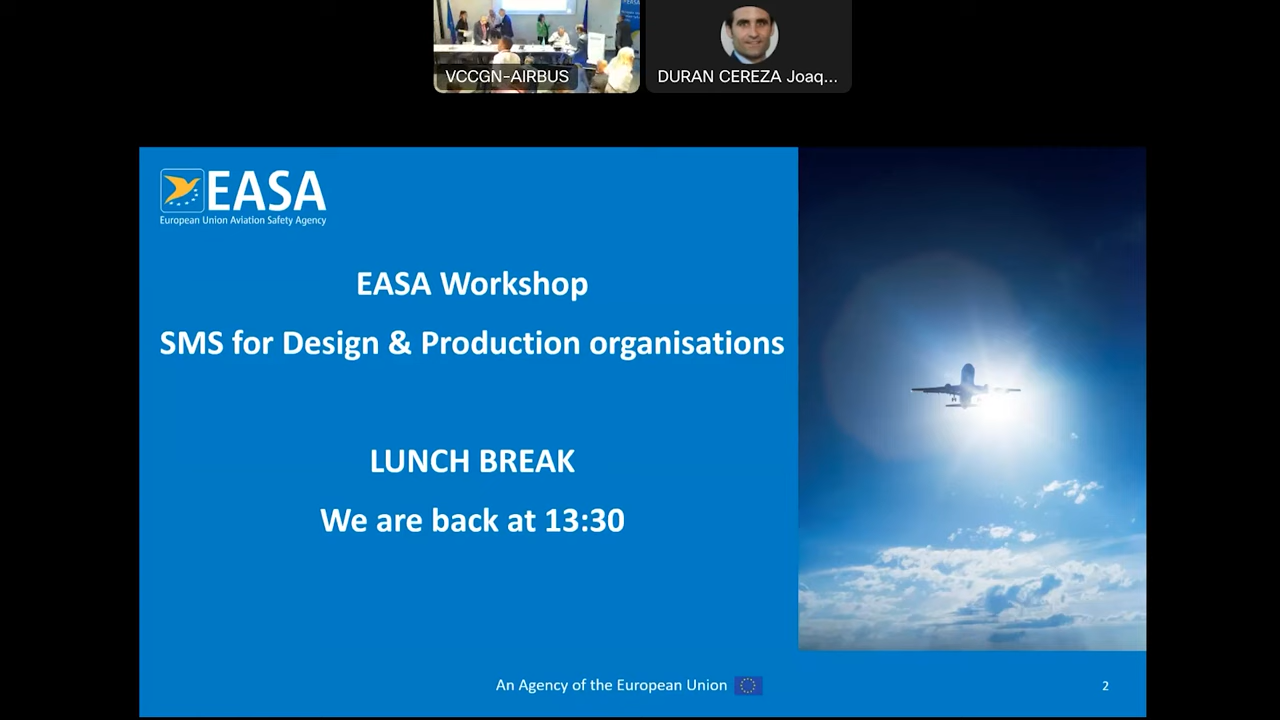 VCCGN-AIRBUS
DURAN CEREZA Joaq...
EASA
European Union Aviation Safety Agency
EASA Workshop
SMS for Design & Production organisations
LUNCH BREAK
We are back at 13:30
An Agency of the European Union
2